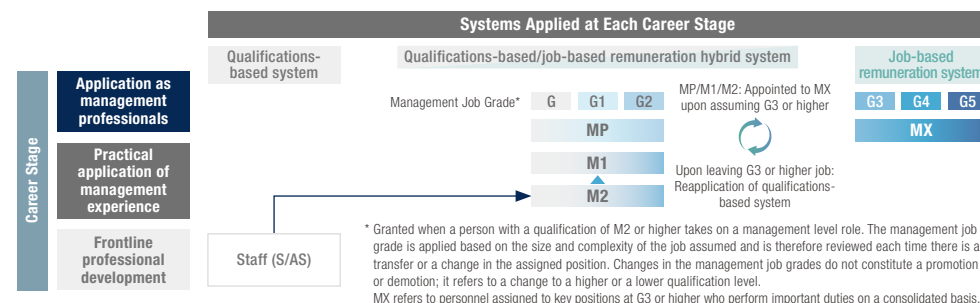 Systems Applied at Each Career Stage
Qualifications-
based system
Qualifications-based/job-based remuneration hybrid system
Job-based
remuneration system
Career Stage
Application as
management
professionals
Practical
application of
management
experience
Frontline
professional
development
Management Job Grade*
G
G1
G2
MP
M1
M2
MP/M1/M2: Appointed to MX
upon assuming G3 or higher
Upon leaving G3 or higher job:
Reapplication of qualifications-
based system
G3
G4
G5
MX
Staff (S/AS)
* Granted when a person with a qualification of M2 or higher takes on a management level role. The management job
grade is applied based on the size and complexity of the job assumed and is therefore reviewed each time there is a
transfer or a change in the assigned position. Changes in the management job grades do not constitute a promotion
or demotion; it refers to a change to a higher or a lower qualification level.
MX refers to personnel assigned to key positions at G3 or higher who perform important duties on a consolidated basis.